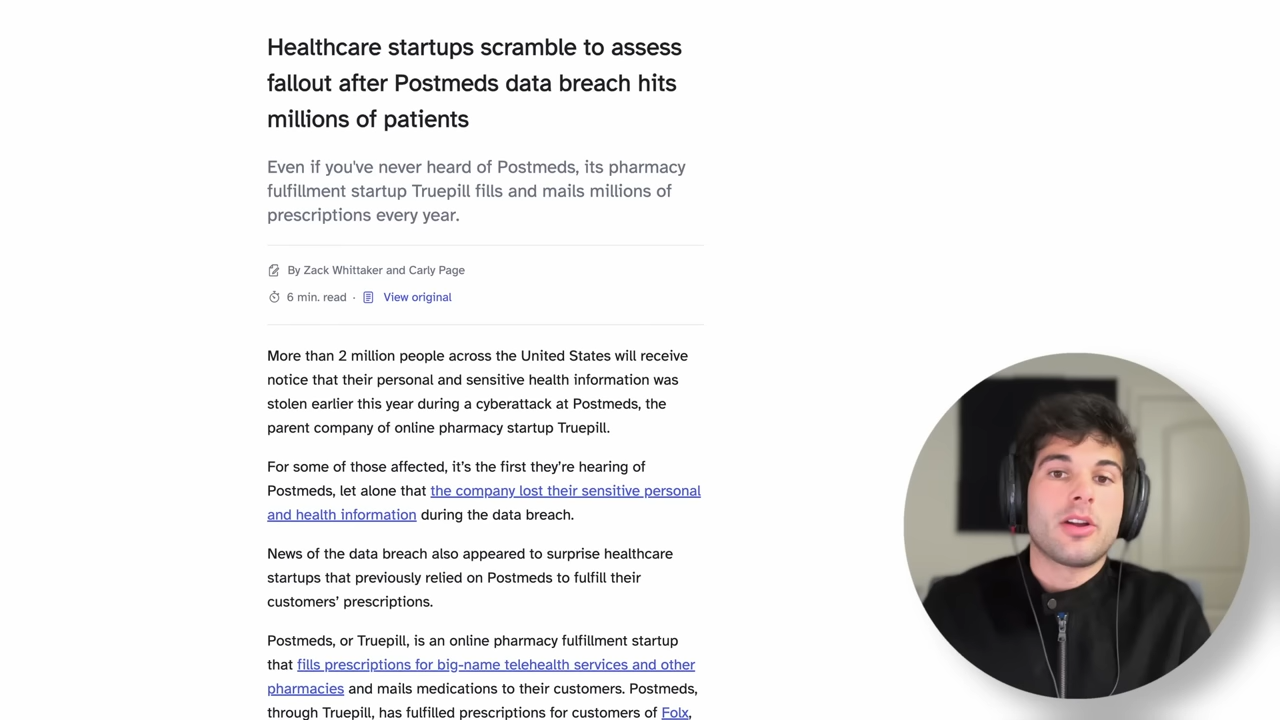 Healthcare startups scramble to assess
fallout after Postmeds data breach hits
millions of patients
Even if you've never heard of Postmeds, its pharmacy
fulfillment startup Truepill fills and mails millions of
prescriptions every year.
By Zack Whittaker and Carly Page
6 min. read · View original
More than 2 million people across the United States will receive
notice that their personal and sensitive health information was
stolen earlier this year during a cyberattack at Postmeds, the
parent company of online pharmacy startup Truepill.
For some of those affected, it’s the first they’re hearing of
Postmeds, let alone that the company lost their sensitive personal
and health information during the data breach.
News of the data breach also appeared to surprise healthcare
startups that previously relied on Postmeds to fulfill their
customers’ prescriptions.
Postmeds, or Truepill, is an online pharmacy fulfillment startup
that fills prescriptions for big-name telehealth services and other
pharmacies and mails medications to their customers. Postmeds,
through Truepill, has fulfilled prescriptions for customers of Folx,